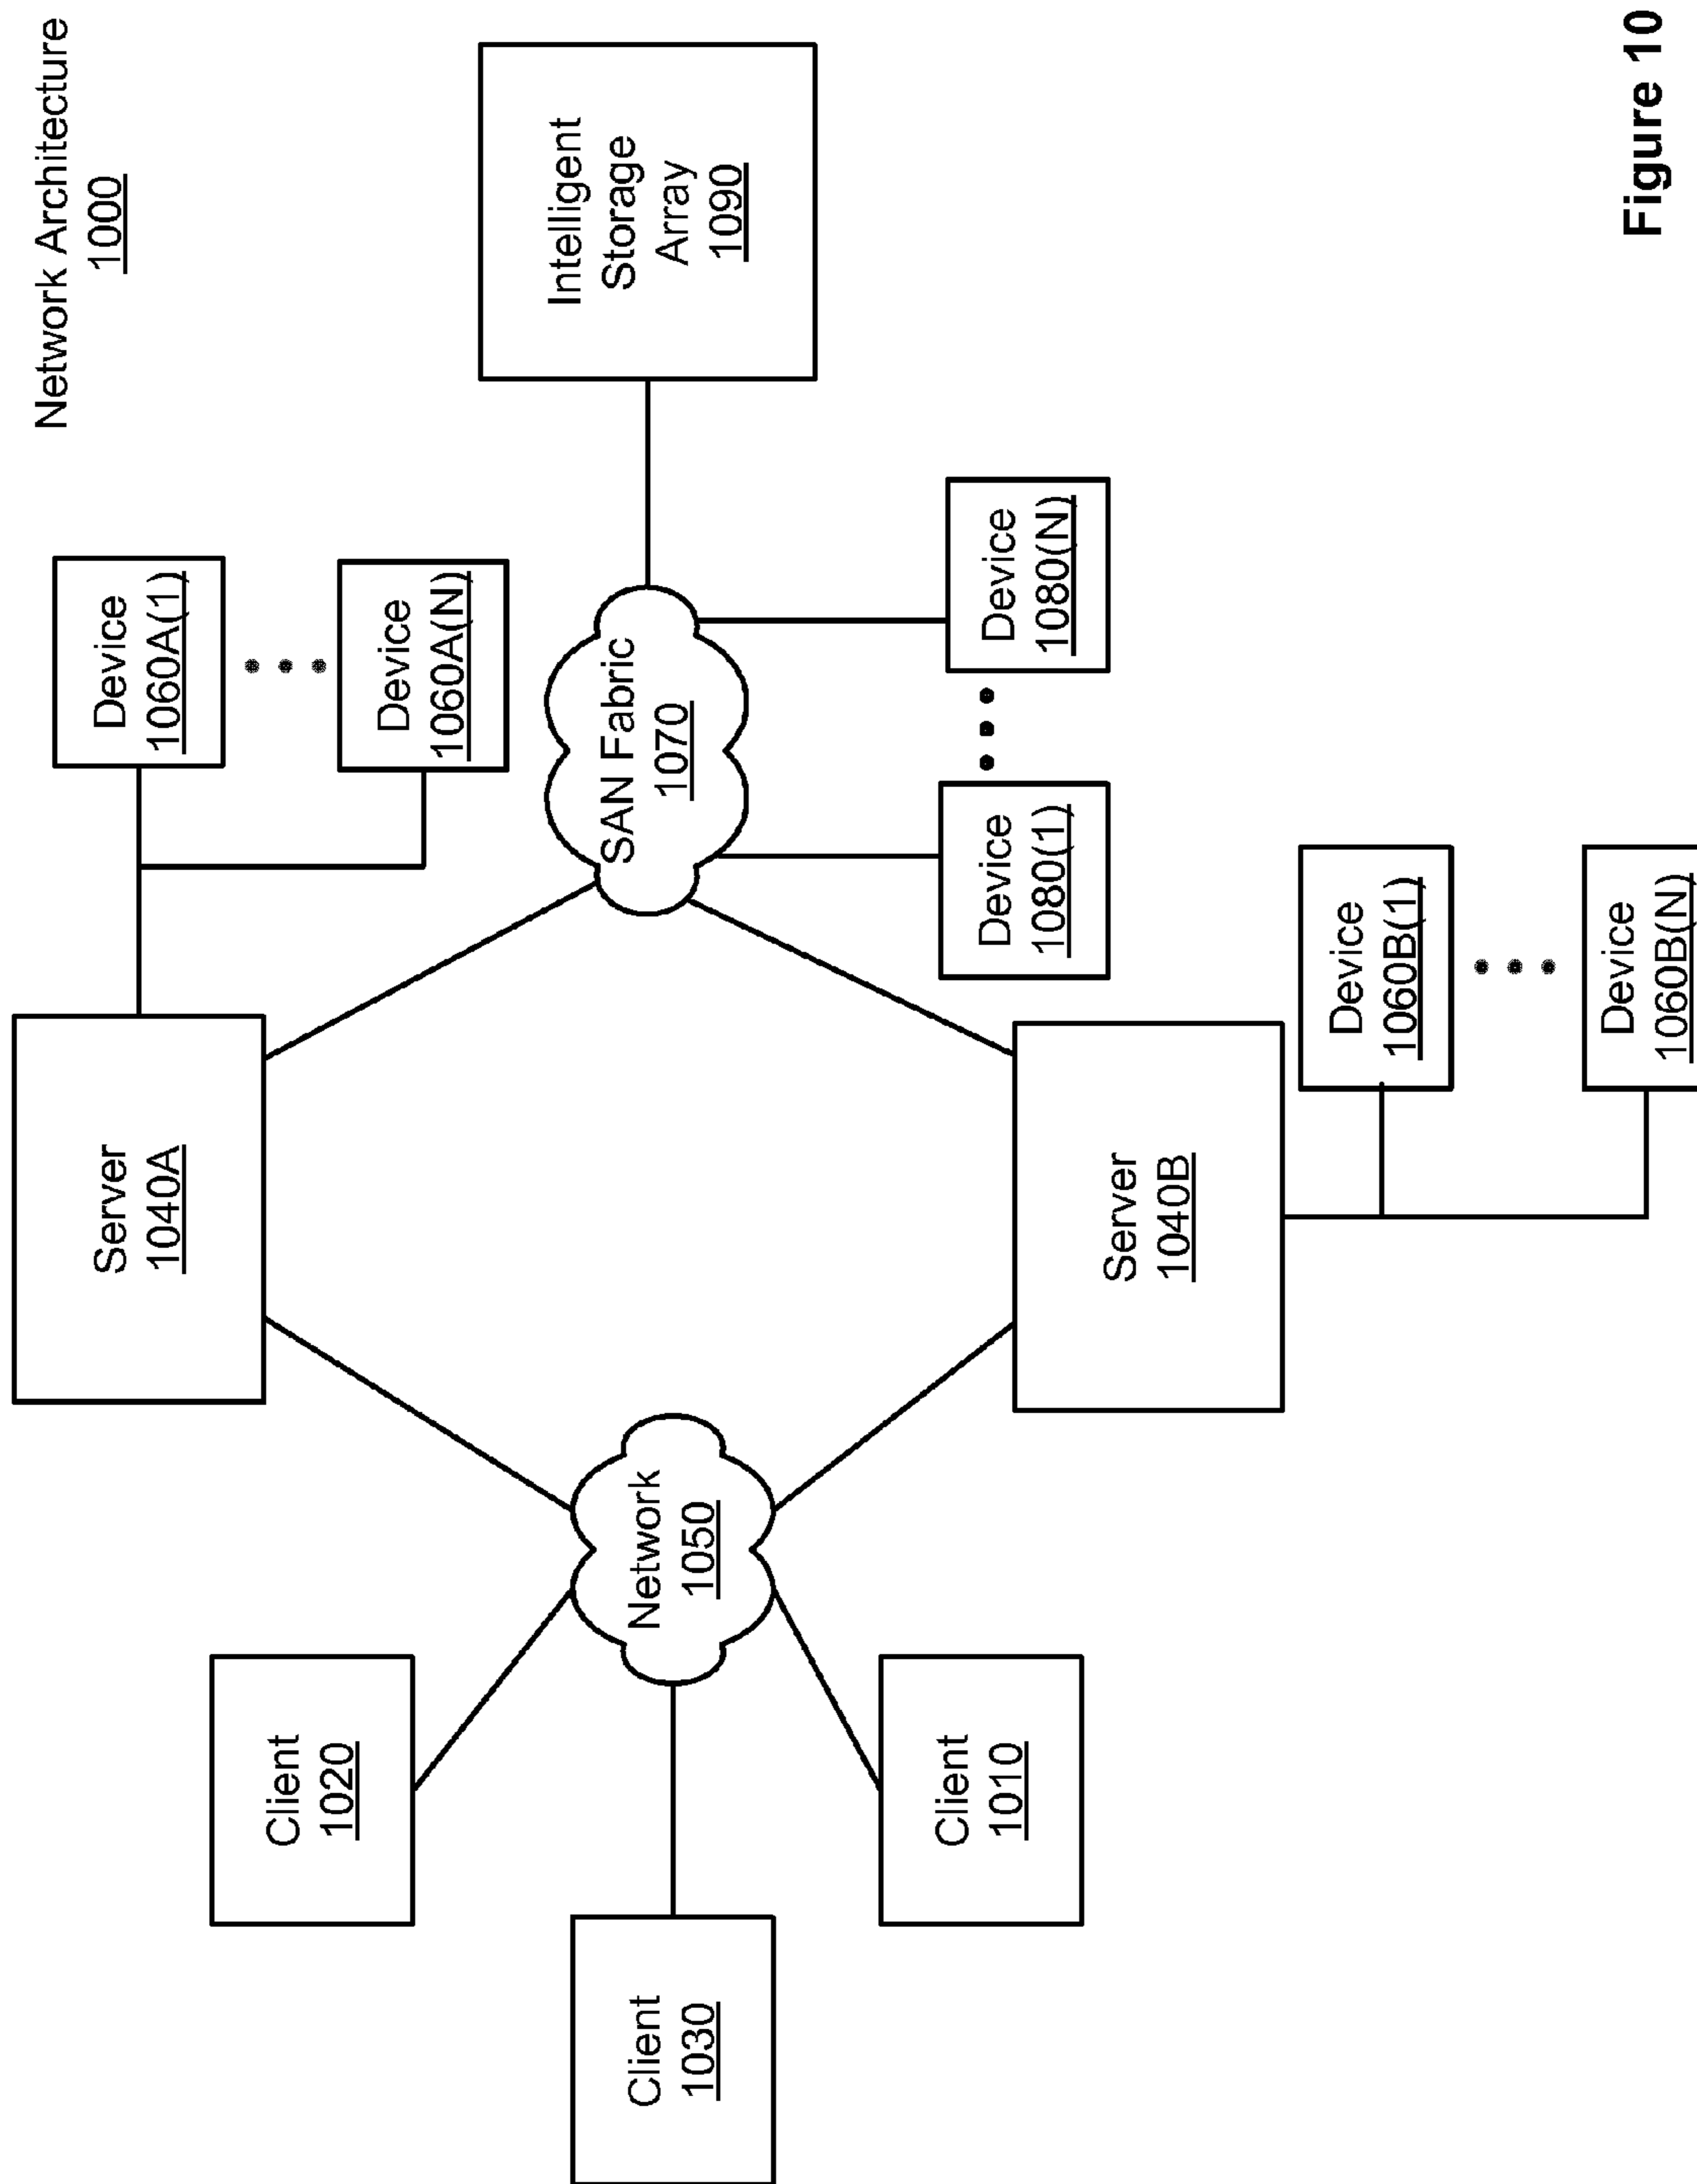 Network Architecture
1000
Server
1040A
Device
1060A(1)
Device
1060A(N)
Client
1020
Client
1030
Client
1010
Network
1050
SAN Fabric
1070
Intelligent
Storage
Array
1090
Device
1080(1)
Device
1080(N)
Server
1040B
Device
1060B(1)
Device
1060B(N)
Figure 10